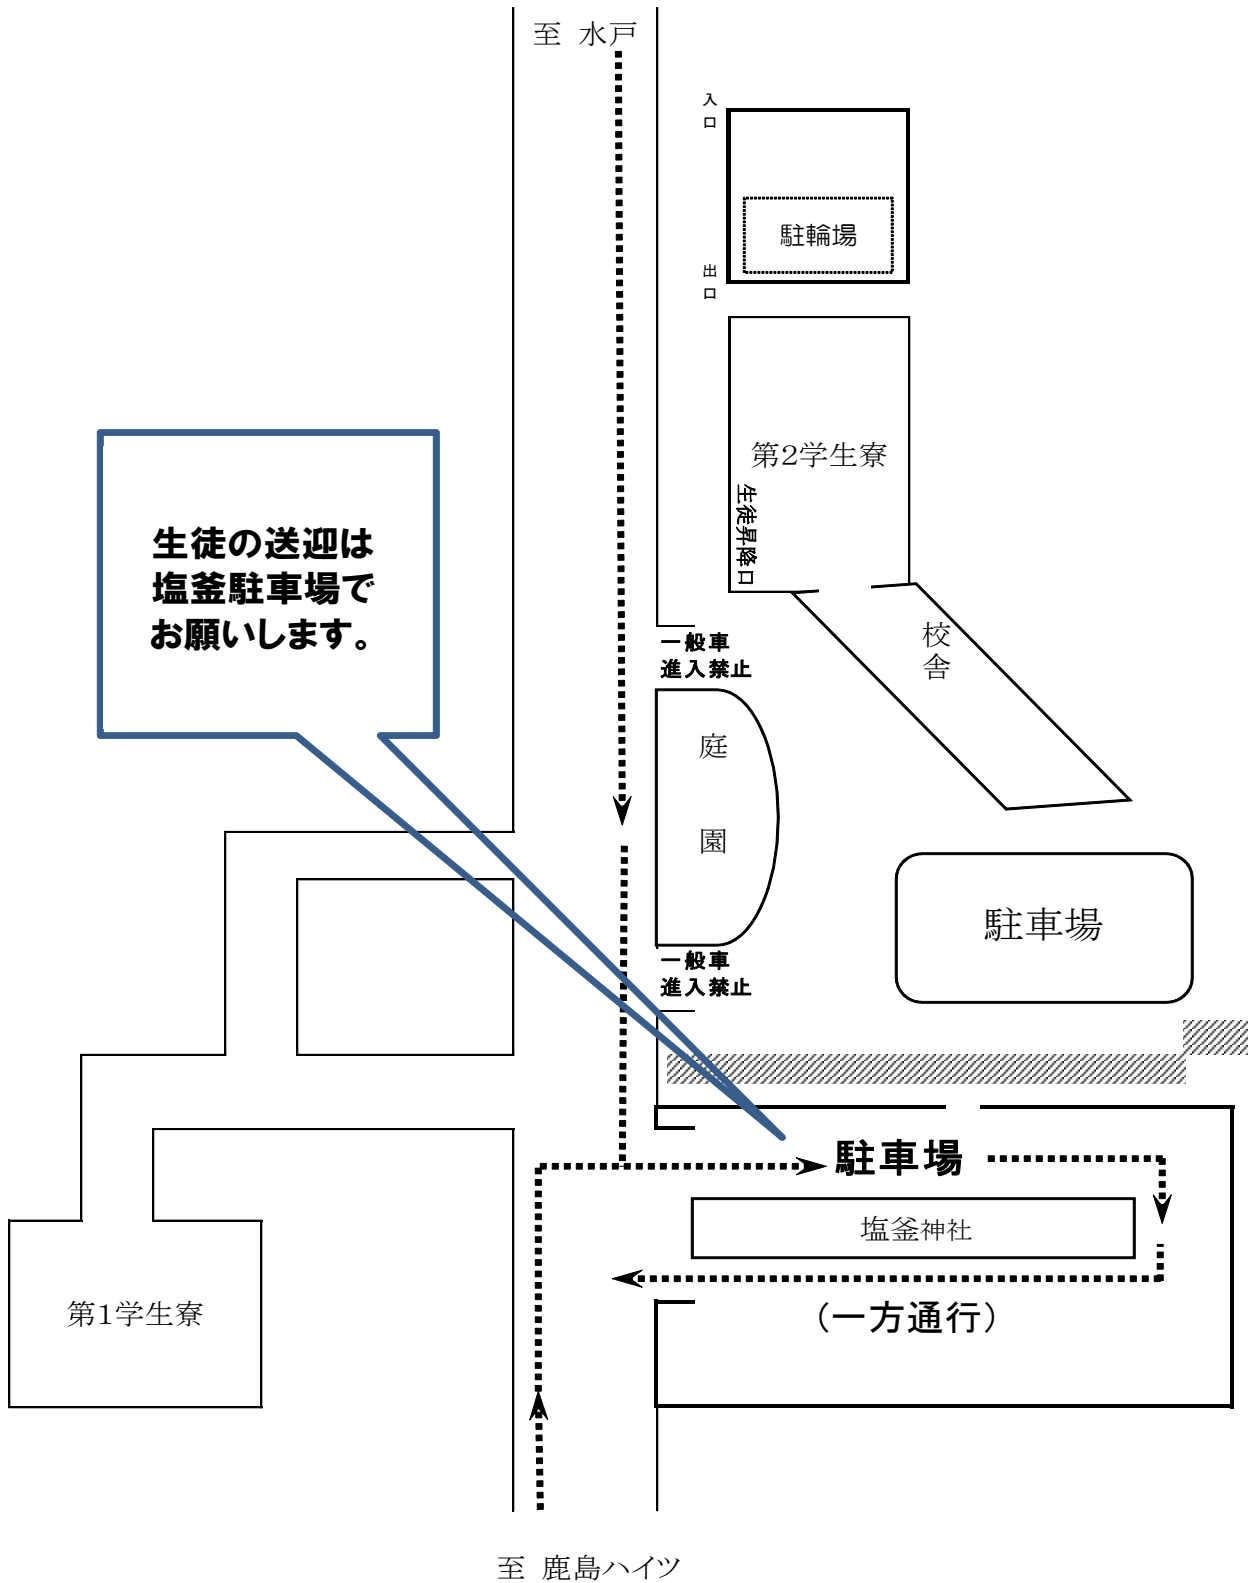 至 水戸
入口
駐輪場
出口
第2学生寮
生徒昇降口
生徒の送迎は
塩釜駐車場で
お願いします。
校舎
一般車
進入禁止
庭園
駐車場
一般車
進入禁止
駐車場
塩釜神社
（一方通行）
第1学生寮
至 鹿島ハイツ